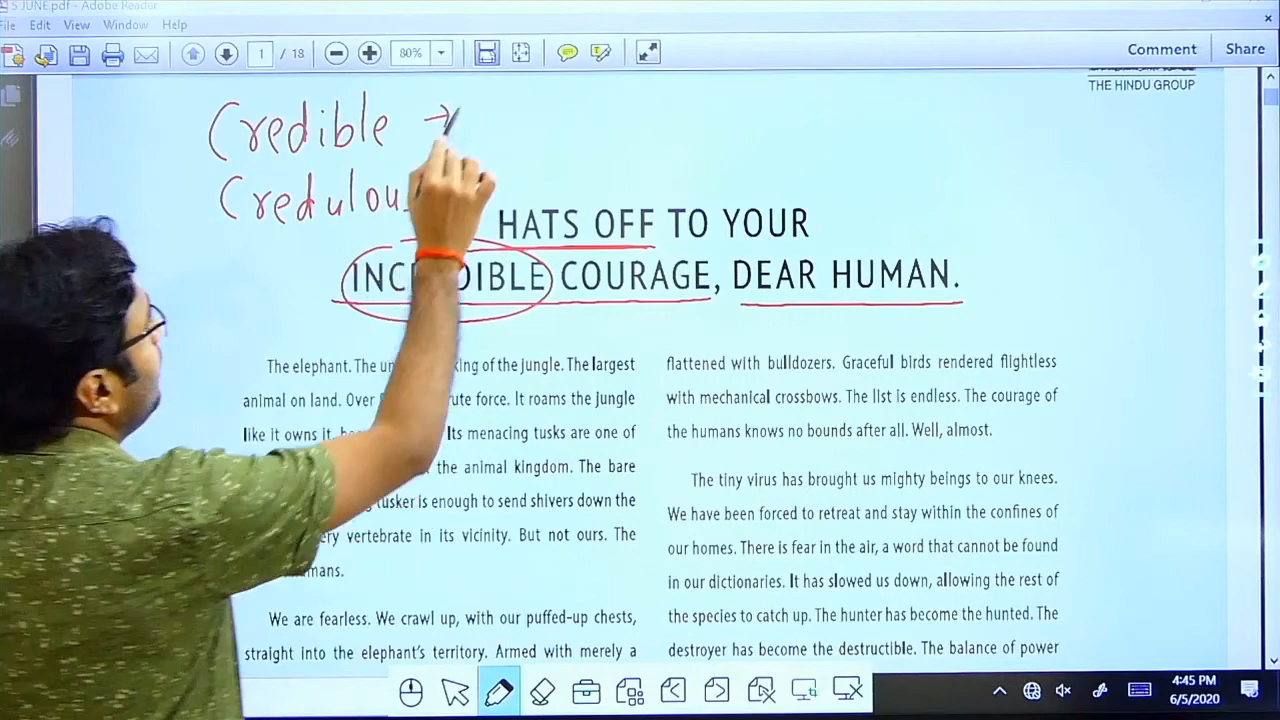 5 JUNE.pdf - Adobe Reader
File Edit View Window Help
1 / 18 80% Comment Share
THE HINDU GROUP
Credible →
Credulou
HATS OFF TO YOUR
INCREDIBLE COURAGE, DEAR HUMAN.
The elephant. The king of the jungle. The largest
animal on land. Over force. It roams the jungle
like it owns it, Its menacing tusks are one of
the animal kingdom. The bare
tusker is enough to send shivers down the
vertebrate in its vicinity. But not ours. The
We are fearless. We crawl up, with our puffed-up chests,
straight into the elephant's territory. Armed with merely a
flattened with bulldozers. Graceful birds rendered flightless
with mechanical crossbows. The list is endless. The courage of
the humans knows no bounds after all. Well, almost.
The tiny virus has brought us mighty beings to our knees.
We have been forced to retreat and stay within the confines of
our homes. There is fear in the air, a word that cannot be found
in our dictionaries. It has slowed us down, allowing the rest of
the species to catch up. The hunter has become the hunted. The
destroyer has become the destructible. The balance of power
4:45 PM
6/5/2020